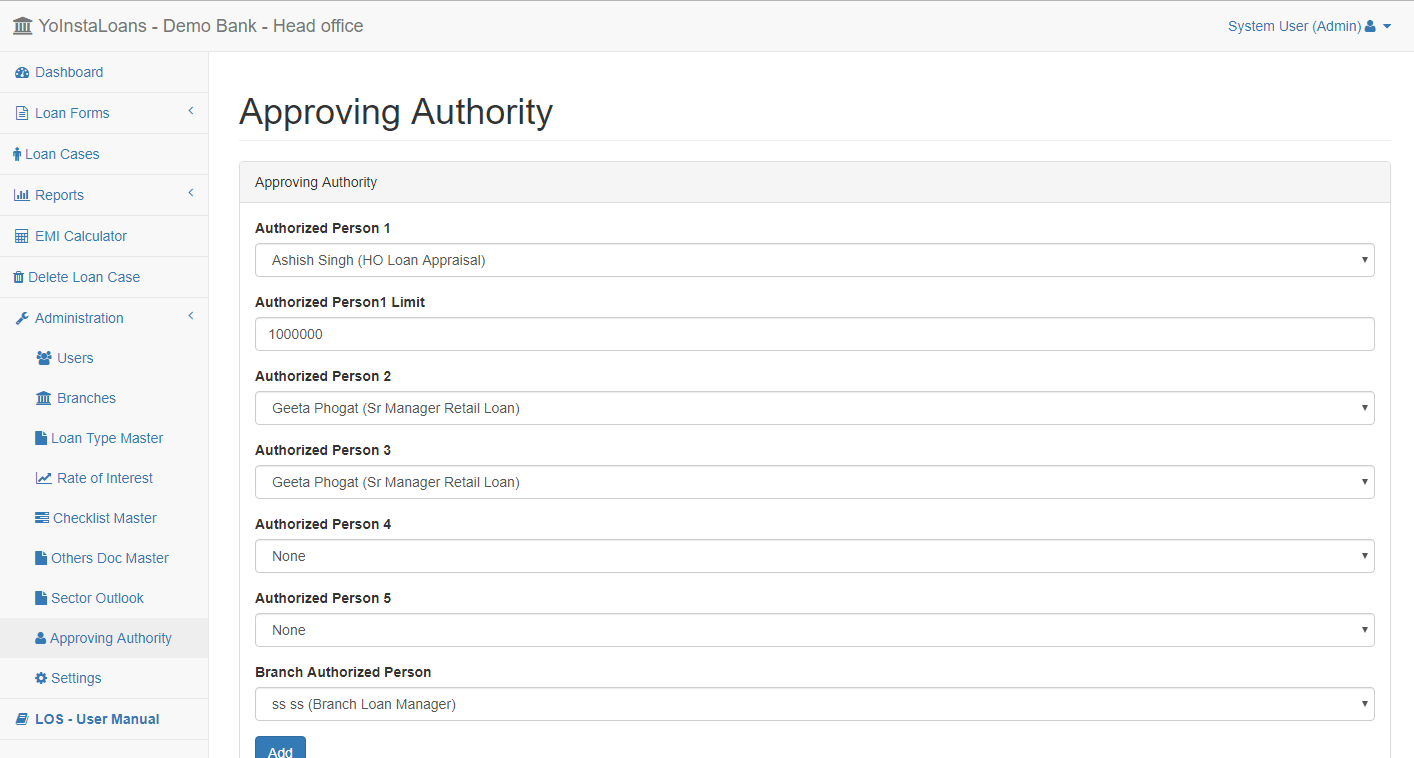 YoInstaLoans - Demo Bank - Head office
System User (Admin)
Dashboard
Loan Forms
Loan Cases
Reports
EMI Calculator
Delete Loan Case
Administration
Users
Branches
Loan Type Master
Rate of Interest
Checklist Master
Others Doc Master
Sector Outlook
Approving Authority
Settings
LOS - User Manual
Approving Authority
Approving Authority
Authorized Person 1
Ashish Singh (HO Loan Appraisal)
Authorized Person1 Limit
1000000
Authorized Person 2
Geeta Phogat (Sr Manager Retail Loan)
Authorized Person 3
Geeta Phogat (Sr Manager Retail Loan)
Authorized Person 4
None
Authorized Person 5
None
Branch Authorized Person
ss ss (Branch Loan Manager)
Add